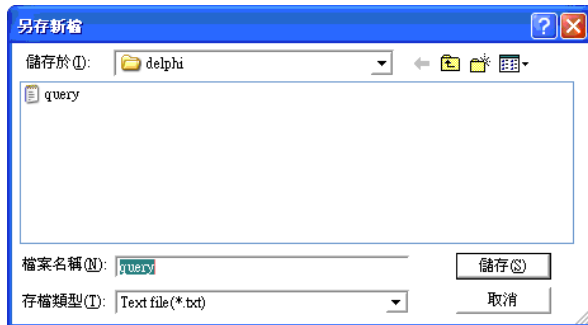 另存新檔
儲存於(I): delphi
query
檔案名稱(N): query 儲存(S)
存檔類型(T): Text file(*.txt) 取消